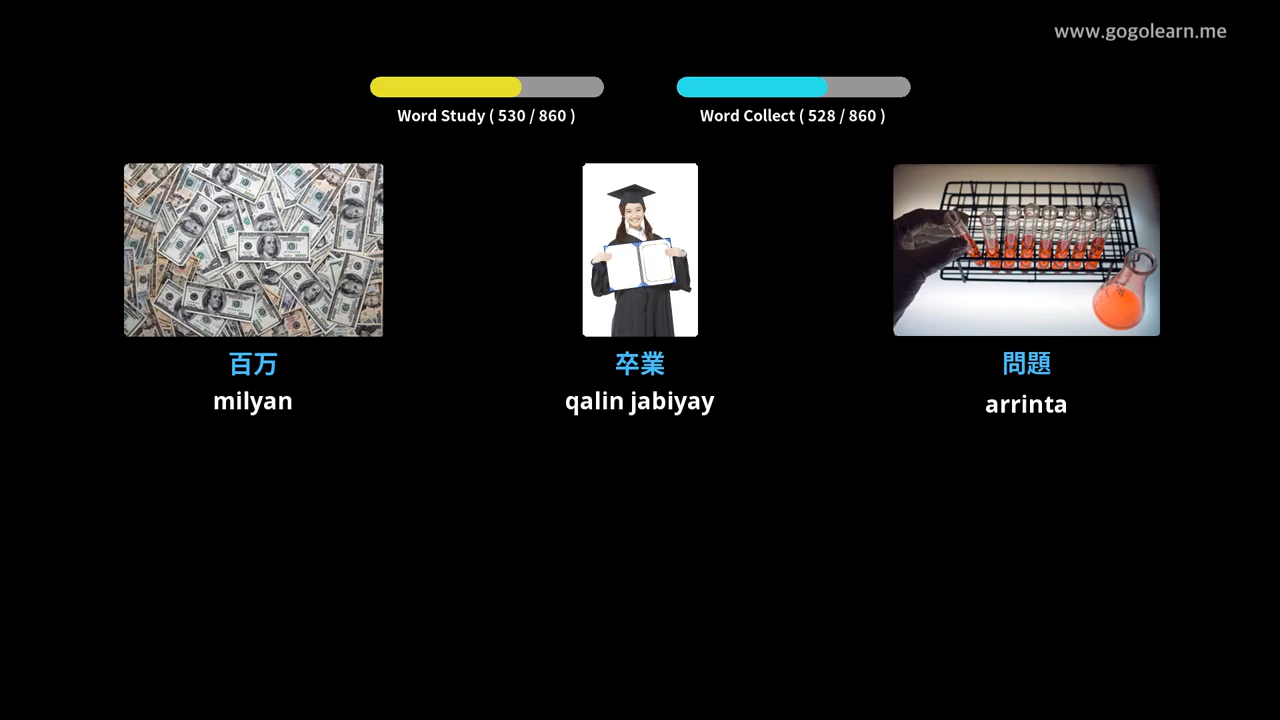 www.gogolearn.me
Word Study ( 530 / 860 )
Word Collect ( 528 / 860 )
百万
milyan
卒業
qalin jabiyay
問題
arrinta